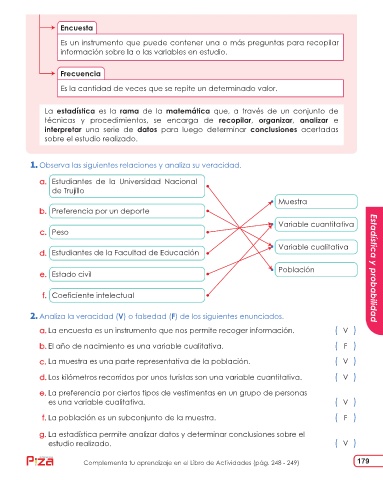 Encuesta
Es un instrumento que puede contener una o más preguntas para recopilar
información sobre la o las variables en estudio.
Frecuencia
Es la cantidad de veces que se repite un determinado valor.
La estadística es la rama de la matemática que, a través de un conjunto de
técnicas y procedimientos, se encarga de recopilar, organizar, analizar e
interpretar una serie de datos para luego determinar conclusiones acertadas
sobre el estudio realizado.
1. Observa las siguientes relaciones y analiza su veracidad.
a. Estudiantes de la Universidad Nacional
de Trujillo
b. Preferencia por un deporte
c. Peso
d. Estudiantes de la Facultad de Educación
e. Estado civil
f. Coeficiente intelectual
Muestra
Variable cuantitativa
Variable cualitativa
Población
2. Analiza la veracidad (V) o falsedad (F) de los siguientes enunciados.
a. La encuesta es un instrumento que nos permite recoger información. ( V )
b. El año de nacimiento es una variable cualitativa. ( F )
c. La muestra es una parte representativa de la población. ( V )
d. Los kilómetros recorridos por unos turistas son una variable cuantitativa. ( V )
e. La preferencia por ciertos tipos de vestimentas en un grupo de personas
es una variable cualitativa. ( V )
f. La población es un subconjunto de la muestra. ( F )
g. La estadística permite analizar datos y determinar conclusiones sobre el
estudio realizado. ( V )
Estadística y probabilidad
Piza
Complementa tu aprendizaje en el Libro de Actividades (pág. 248 - 249)
179